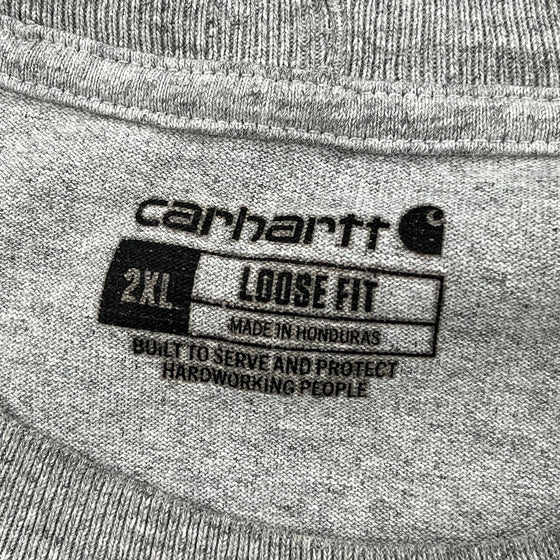 carhartt
2XL LOOSE FIT
MADE IN HONDURAS
BUILT TO SERVE AND PROTECT
HARDWORKING PEOPLE